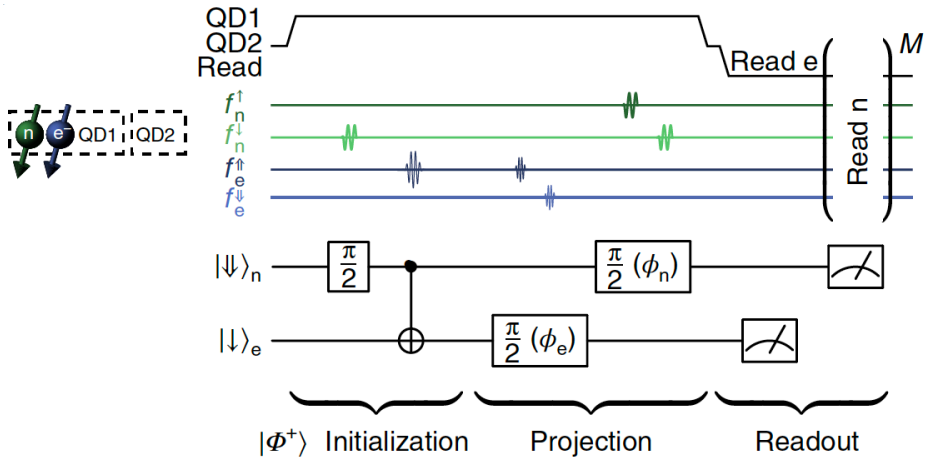 QD1
QD2
Read
Read e
Read n
M
f_n^↑
f_n^↓
f_e^⇑
f_e^⇓
n e⁻ QD1 QD2
|⇓⟩_n π/2 π/2 (ϕ_n)
|↓⟩_e π/2 (ϕ_e)
|Φ⁺⟩ Initialization Projection Readout